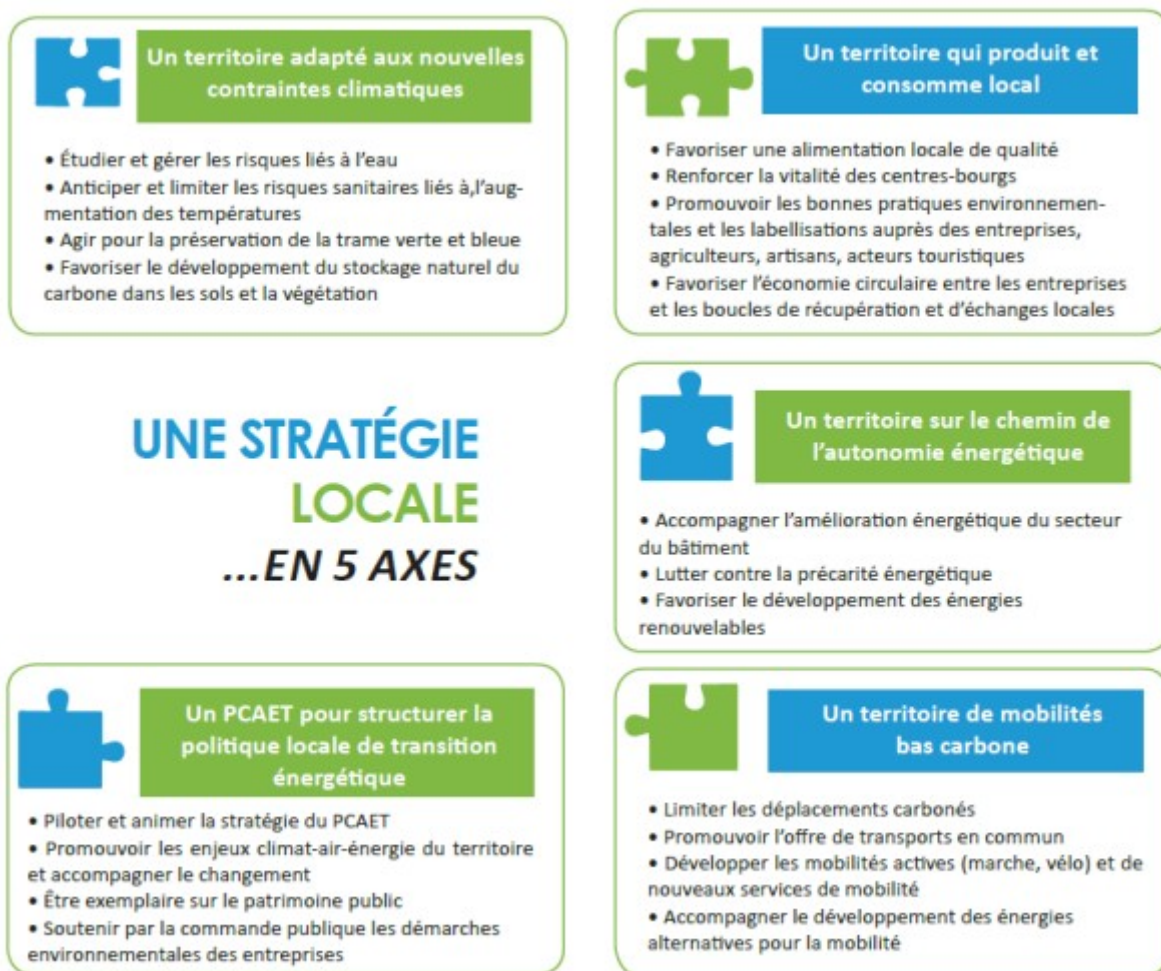 Un territoire adapté aux nouvelles
contraintes climatiques
• Étudier et gérer les risques liés à l'eau
• Anticiper et limiter les risques sanitaires liés à,l'aug-
mentation des températures
• Agir pour la préservation de la trame verte et bleue
• Favoriser le développement du stockage naturel du
carbone dans les sols et la végétation
Un territoire qui produit et
consomme local
• Favoriser une alimentation locale de qualité
• Renforcer la vitalité des centres-bourgs
• Promouvoir les bonnes pratiques environnemen-
tales et les labellisations auprès des entreprises,
agriculteurs, artisans, acteurs touristiques
• Favoriser l'économie circulaire entre les entreprises
et les boucles de récupération et d'échanges locales
UNE STRATÉGIE
LOCALE
...EN 5 AXES
Un territoire sur le chemin de
l'autonomie énergétique
• Accompagner l'amélioration énergétique du secteur
du bâtiment
• Lutter contre la précarité énergétique
• Favoriser le développement des énergies
renouvelables
Un PCAET pour structurer la
politique locale de transition
énergétique
• Piloter et animer la stratégie du PCAET
• Promouvoir les enjeux climat-air-énergie du territoire
et accompagner le changement
• Être exemplaire sur le patrimoine public
• Soutenir par la commande publique les démarches
environnementales des entreprises
Un territoire de mobilités
bas carbone
• Limiter les déplacements carbonés
• Promouvoir l'offre de transports en commun
• Développer les mobilités actives (marche, vélo) et de
nouveaux services de mobilité
• Accompagner le développement des énergies
alternatives pour la mobilité